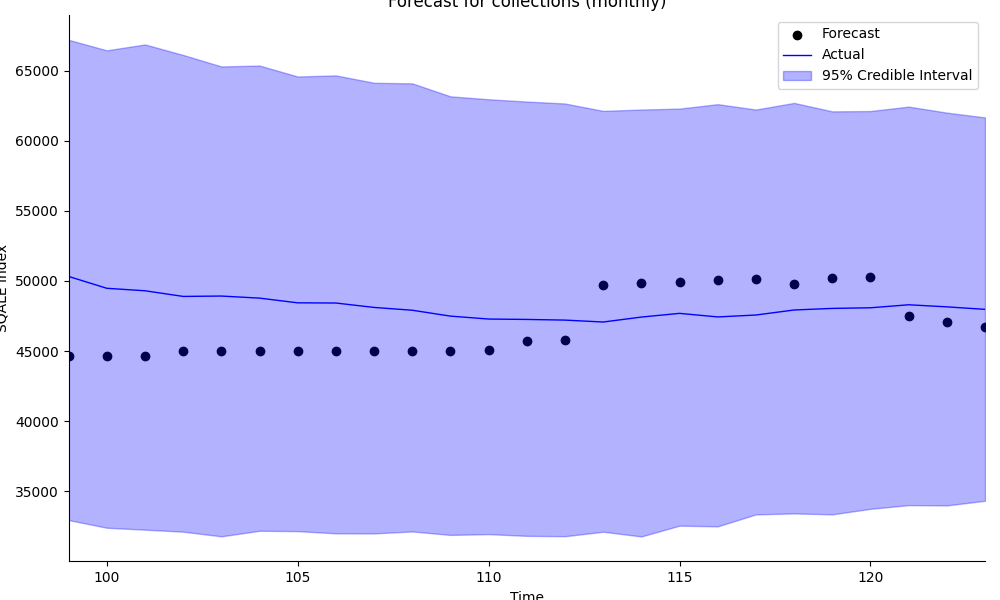 Forecast for collections (monthly)
Forecast
Actual
95% Credible Interval
65000
60000
55000
50000
45000
40000
35000
SQALE Index
100
105
110
115
120
Time